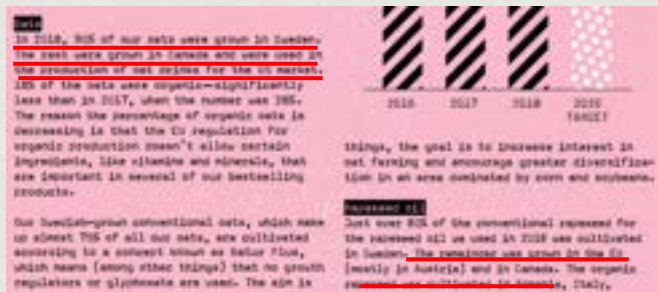 Oats
In 2018, of our oats were grown in Sweden.
The rest were grown in Canada and were used in
the production of oat drinks for the US market.
of the oats were organic—significantly
less than in 2017, when the number was
The reason the percentage of organic oats is
decreasing is that the EU regulation for
organic production doesn't allow certain
ingredients, like vitamins and minerals, that
are important in several of our bestselling
products.
Our Swedish-grown conventional oats, which make
up almost of all our oats, are cultivated
according to a concept known as Natur Plus,
which means (among other things) that no growth
regulators or glyphosate are used. The aim is
2016 2017 2018 2020
TARGET
things, the goal is to increase interest in
oat farming and encourage greater diversifica-
tion in an area dominated by corn and soybeans.
Rapeseed oil
Just over of the conventional rapeseed for
the rapeseed oil we used in 2018 was cultivated
in Sweden. The remainder was grown in the EU
(mostly in Austria) and in Canada. The organic
rapeseed was cultivated in Italy,